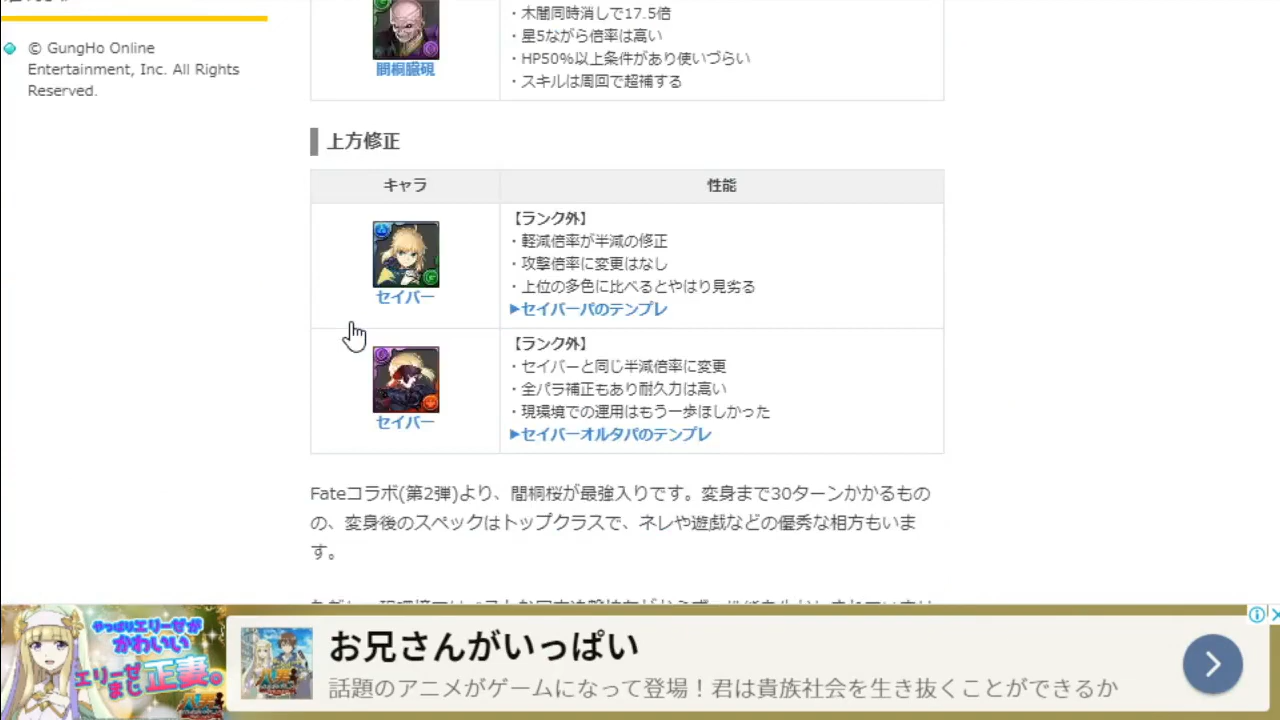 © GungHo Online
Entertainment, Inc. All Rights
Reserved.
・木闇同時消しで17.5倍
・星5ながら倍率は高い
・HP50%以上条件があり使いづらい
・スキルは周回で超補する
間桐臓硯
上方修正
キャラ
性能
セイバー
【ランク外】
・軽減倍率が半減の修正
・攻撃倍率に変更はなし
・上位の多色に比べるとやはり見劣る
▶セイバーパのテンプレ
セイバー
【ランク外】
・セイバーと同じ半減倍率に変更
・全パラ補正もあり耐久力は高い
・現環境での運用はもう一歩ほしかった
▶セイバーオルタパのテンプレ
Fateコラボ(第2弾)より、間桐桜が最強入りです。変身まで30ターンかかるもの
の、変身後のスペックはトップクラスで、ネレや遊戯などの優秀な相方もいま
す。
やっぱりエリーゼが
かわいい
エリーゼ
まじ正妻。
お兄さんがいっぱい
話題のアニメがゲームになって登場！君は貴族社会を生き抜くことができるか